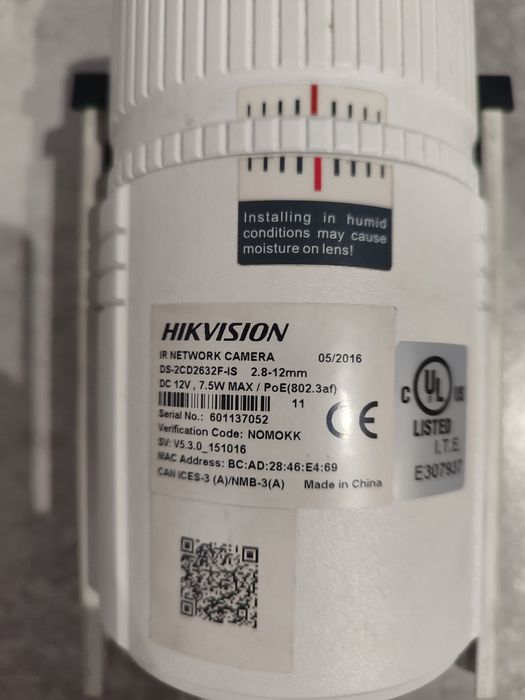 Installing in humid
conditions may cause
moisture on lens!
HIKVISION
IR NETWORK CAMERA 05/2016
DS-2CD2632F-IS 2.8-12mm
DC 12V , 7.5W MAX / PoE(802.3af)
11
Serial No.: 601137052
Verification Code: NOMOKK
SV: V5.3.0_151016
MAC Address: BC:AD:28:46:E4:69
CAN ICES-3 (A)/NMB-3(A) Made in China
CE
C UL US
LISTED
I.T.E.
E307937